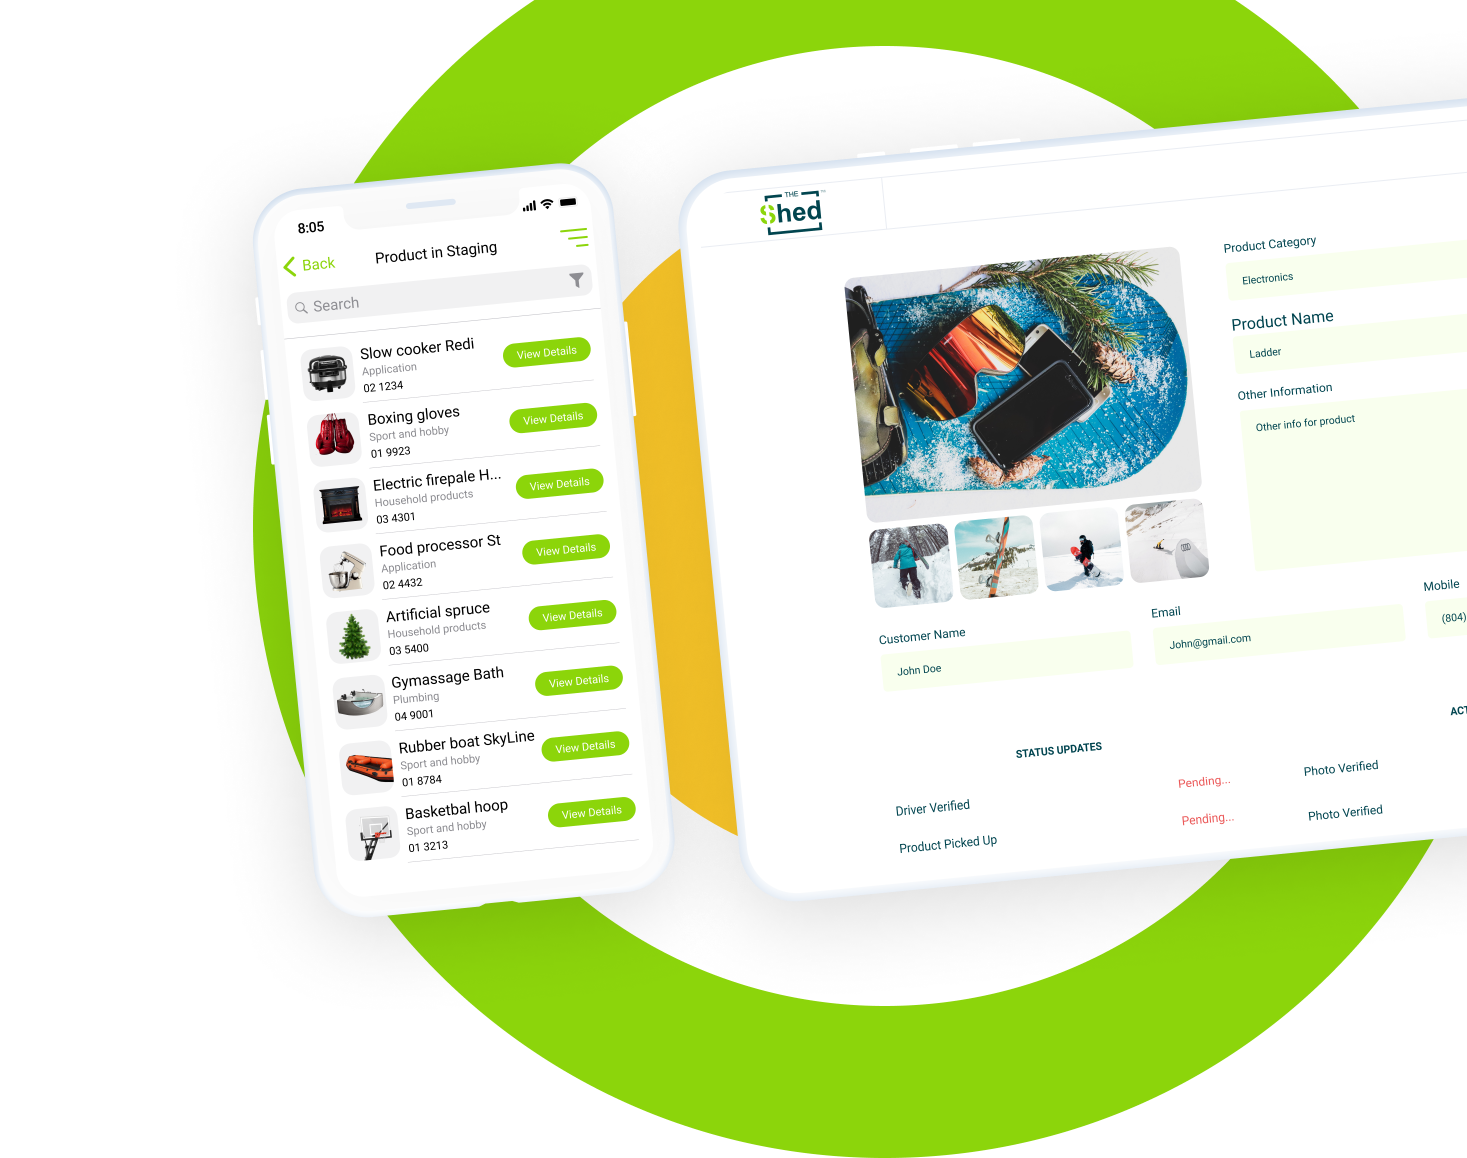 8:05
Back
Product in Staging
Search
Slow cooker Redi
Application
02 1234
View Details
Boxing gloves
Sport and hobby
01 9923
View Details
Electric firepale H...
Household products
03 4301
View Details
Food processor St
Application
02 4432
View Details
Artificial spruce
Household products
03 5400
View Details
Gymassage Bath
Plumbing
04 9001
View Details
Rubber boat SkyLine
Sport and hobby
01 8784
View Details
Basketbal hoop
Sport and hobby
01 3213
View Details
THE
Shed
Product Category
Electronics
Product Name
Ladder
Other Information
Other info for product
Customer Name
John Doe
Email
John@gmail.com
Mobile
(804)
STATUS UPDATES
ACT
Driver Verified
Pending...
Photo Verified
Product Picked Up
Pending...
Photo Verified